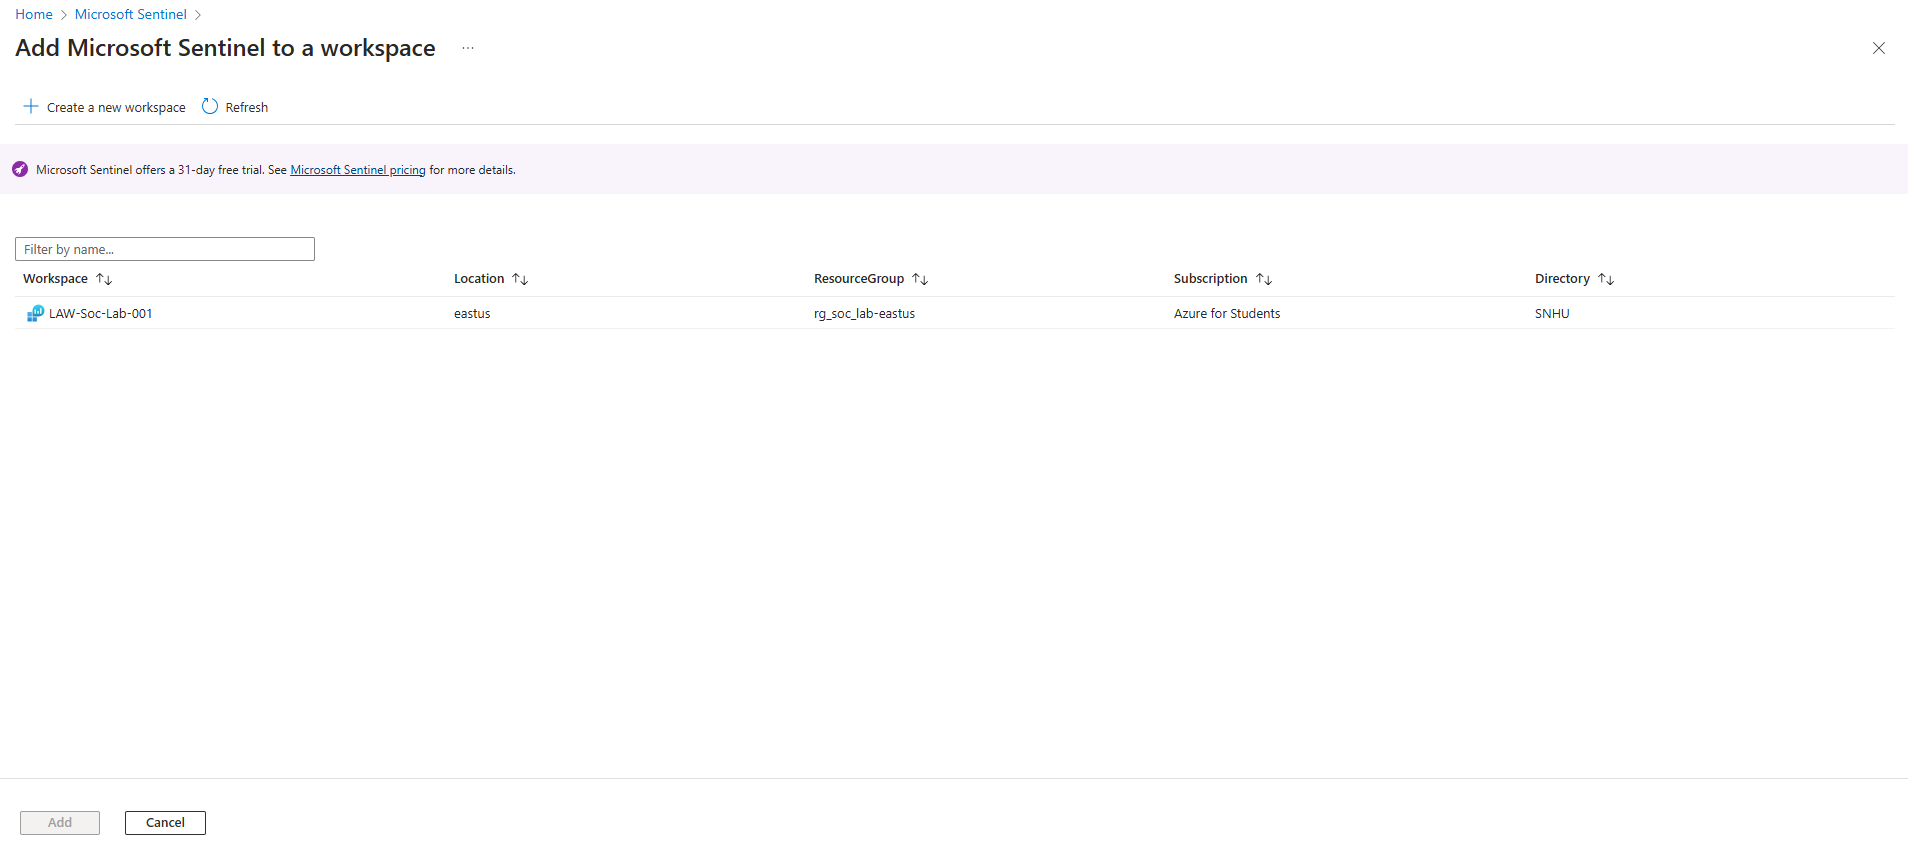 Home > Microsoft Sentinel >
Add Microsoft Sentinel to a workspace ...
Create a new workspace Refresh
Microsoft Sentinel offers a 31-day free trial. See Microsoft Sentinel pricing for more details.
Filter by name...
Workspace ↑↓ Location ↑↓ ResourceGroup ↑↓ Subscription ↑↓ Directory ↑↓
LAW-Soc-Lab-001 eastus rg_soc_lab-eastus Azure for Students SNHU
Add Cancel